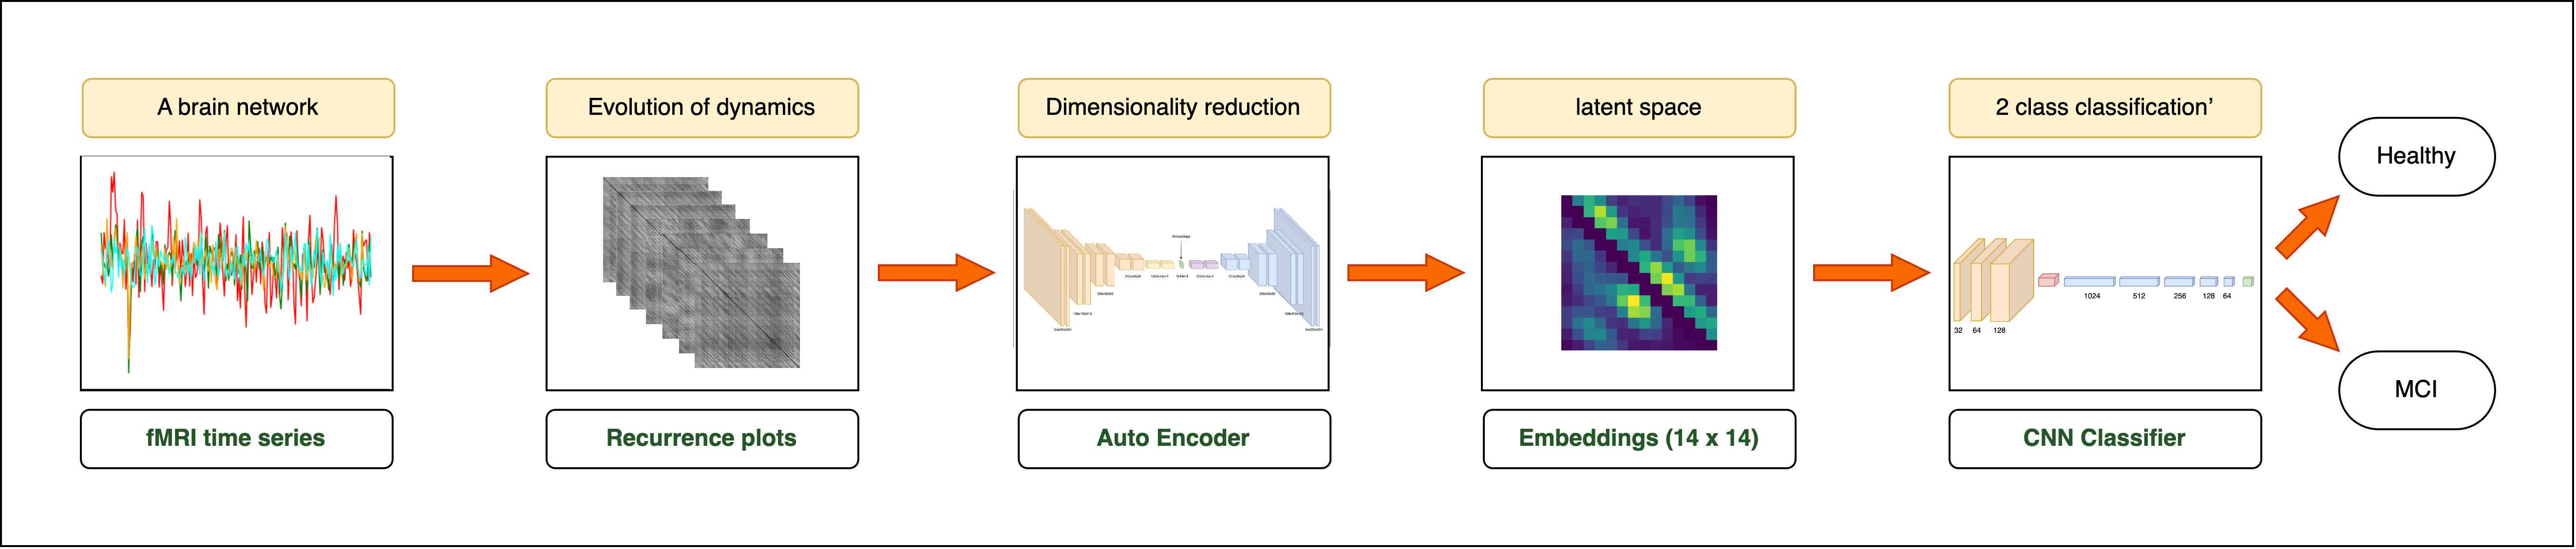 A brain network
Evolution of dynamics
Dimensionality reduction
latent space
2 class classification’
Healthy
MCI
Embeddings
32
64
128
1024
512
256
128
64
fMRI time series
Recurrence plots
Auto Encoder
Embeddings (14 x 14)
CNN Classifier